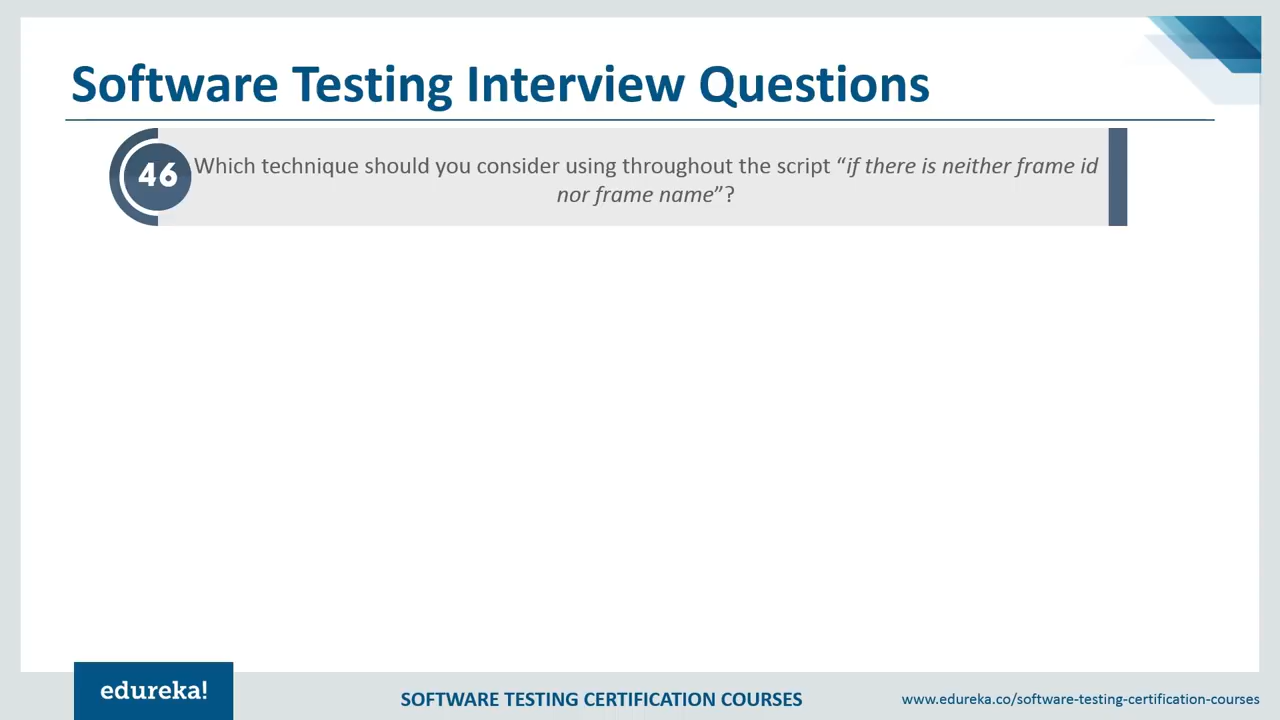 Software Testing Interview Questions
46
Which technique should you consider using throughout the script “if there is neither frame id
nor frame name”?
edureka!
SOFTWARE TESTING CERTIFICATION COURSES
www.edureka.co/software-testing-certification-courses